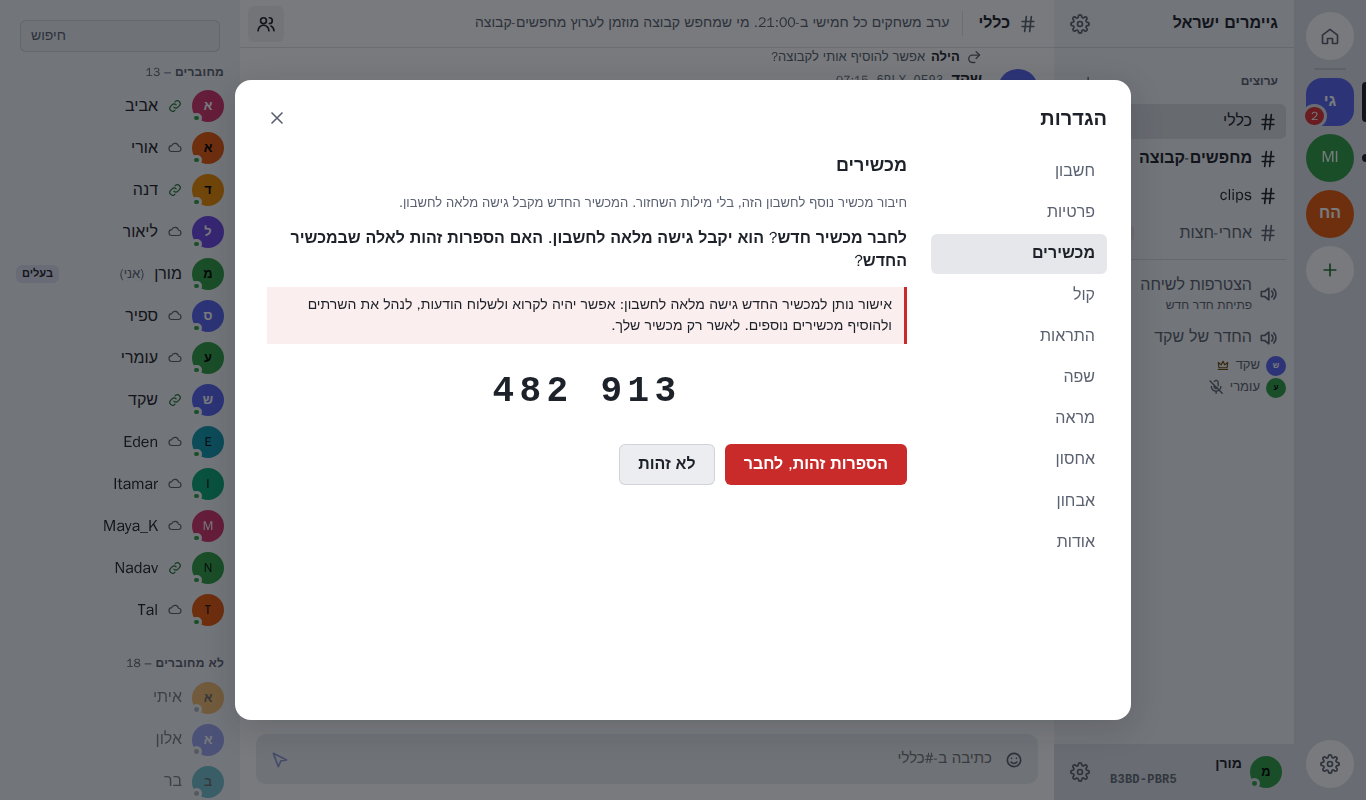 גיימרים ישראל
ערוצים
כללי
מחפשים-קבוצה
clips
אחרי-חצות
הצטרפות לשיחה
פתיחת חדר חדש
החדר של שקד
שקד
עומרי
מורן
B3BD-PBR5
גי
2
MI
הח
כללי
ערב משחקים כל חמישי ב-21:00. מי שמחפש קבוצה מוזמן לערוץ מחפשים-קבוצה
הילה אפשר להוסיף אותי לקבוצה?
הגדרות
חשבון
פרטיות
מכשירים
קול
התראות
שפה
מראה
אחסון
אבחון
אודות
מכשירים
חיבור מכשיר נוסף לחשבון הזה, בלי מילות השחזור. המכשיר החדש מקבל גישה מלאה לחשבון.
לחבר מכשיר חדש? הוא יקבל גישה מלאה לחשבון. האם הספרות זהות לאלה שבמכשיר
החדש?
אישור נותן למכשיר החדש גישה מלאה לחשבון: אפשר יהיה לקרוא ולשלוח הודעות, לנהל את השרתים
ולהוסיף מכשירים נוספים. לאשר רק מכשיר שלך.
482 913
הספרות זהות, לחבר
לא זהות
כתיבה ב-#כללי
חיפוש
מחוברים – 13
א אביב
א אורי
ד דנה
ל ליאור
מ מורן (אני) בעלים
ס ספיר
ע עומרי
ש שקד
E Eden
I Itamar
M Maya_K
N Nadav
T Tal
לא מחוברים – 18
א איתי
א אלון
ב בר